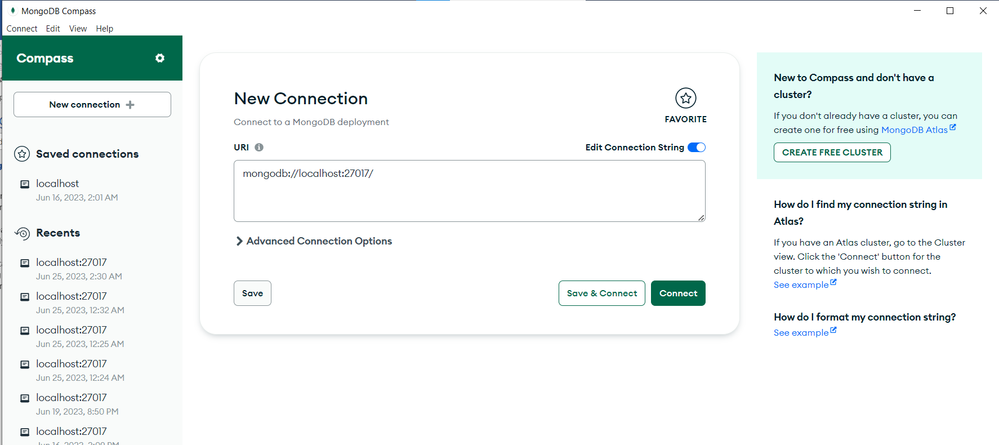 MongoDB Compass
Connect Edit View Help
Compass
New connection
Saved connections
localhost
Jun 16, 2023, 2:01 AM
Recents
localhost:27017
Jun 25, 2023, 2:30 AM
localhost:27017
Jun 25, 2023, 12:32 AM
localhost:27017
Jun 25, 2023, 12:25 AM
localhost:27017
Jun 25, 2023, 12:24 AM
localhost:27017
Jun 19, 2023, 8:50 PM
localhost:27017
New Connection
Connect to a MongoDB deployment
FAVORITE
URI
Edit Connection String
mongodb://localhost:27017/
Advanced Connection Options
Save
Save & Connect
Connect
New to Compass and don't have a
cluster?
If you don't already have a cluster, you can
create one for free using MongoDB Atlas
CREATE FREE CLUSTER
How do I find my connection string in
Atlas?
If you have an Atlas cluster, go to the Cluster
view. Click the 'Connect' button for the
cluster to which you wish to connect.
See example
How do I format my connection string?
See example